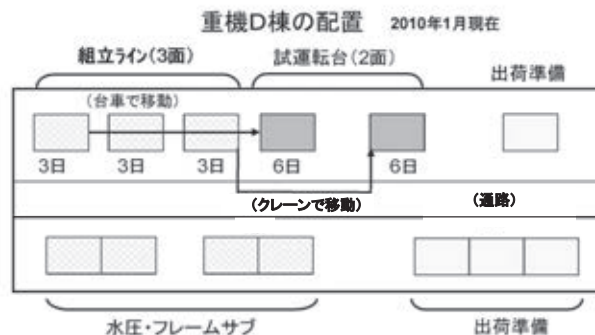 重機D棟の配置 2010年1月現在
組立ライン(3面) 試運転台(2面) 出荷準備
(台車で移動)
3日 3日 3日 6日 6日
(クレーンで移動) (通路)
水圧・フレームサブ 出荷準備